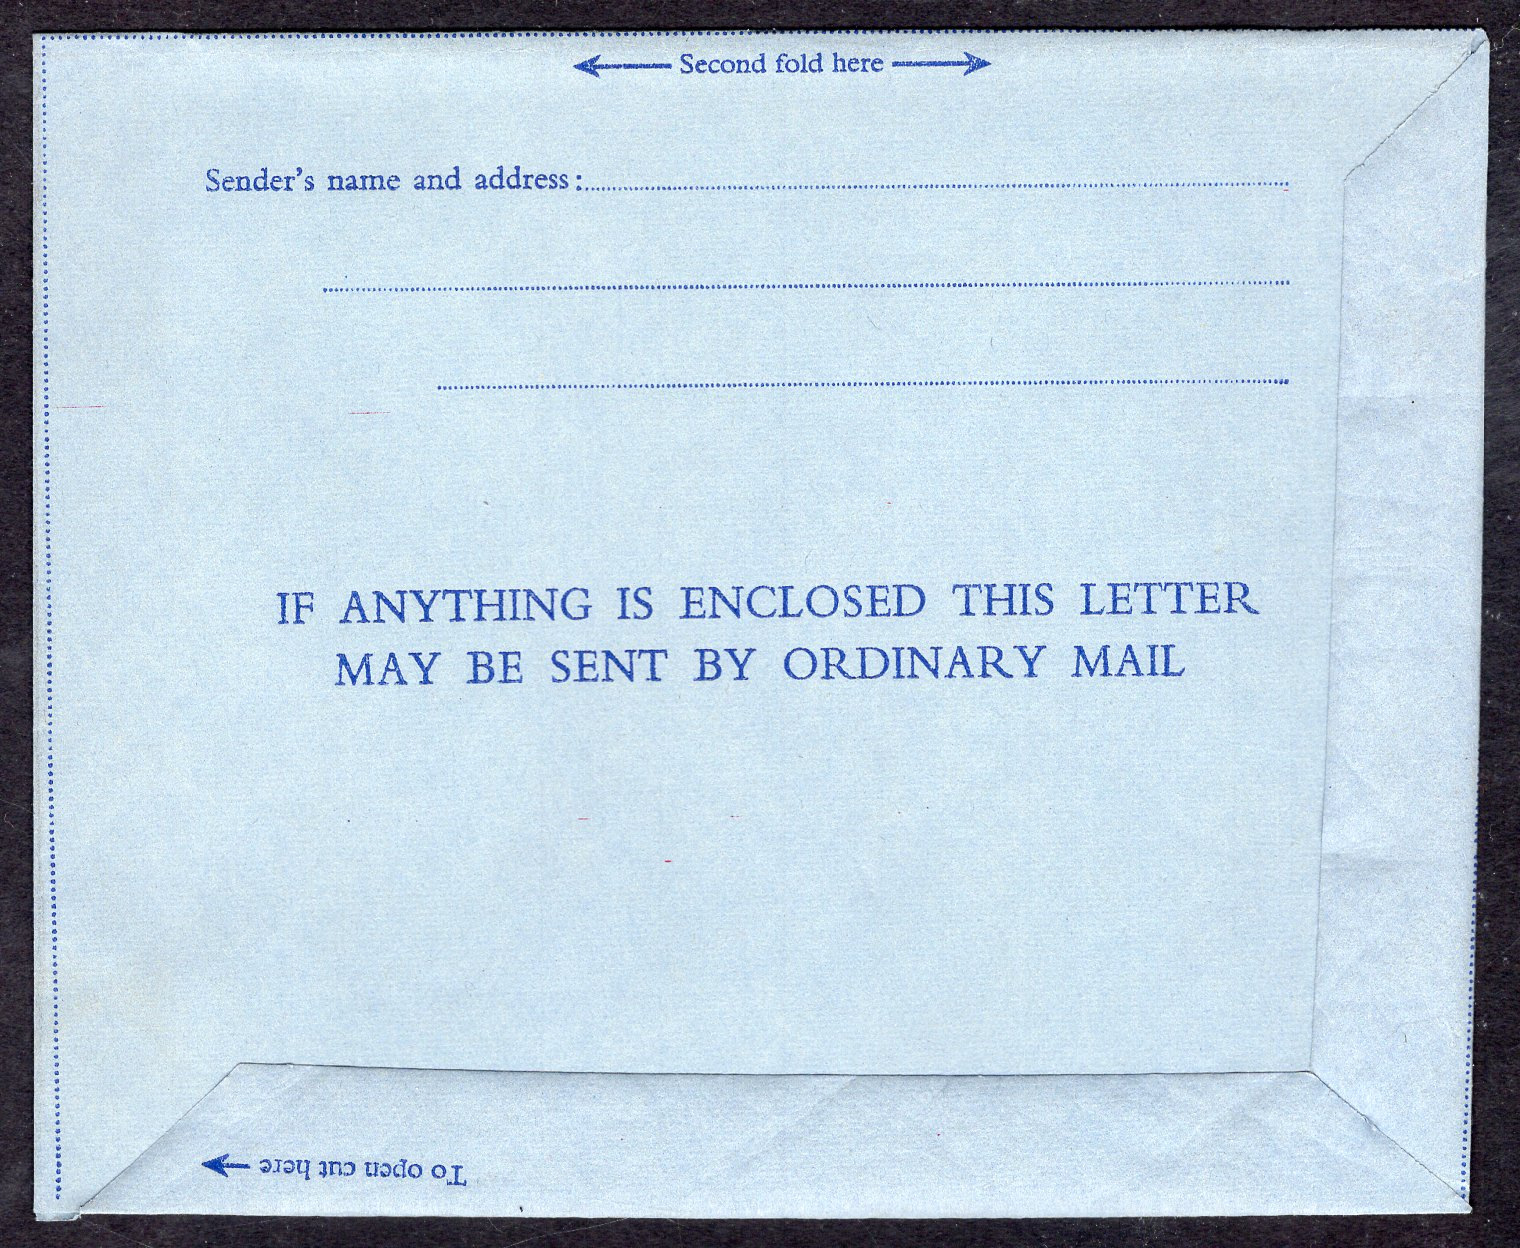 Second fold here
Sender's name and address:
IF ANYTHING IS ENCLOSED THIS LETTER
MAY BE SENT BY ORDINARY MAIL
To open cut here